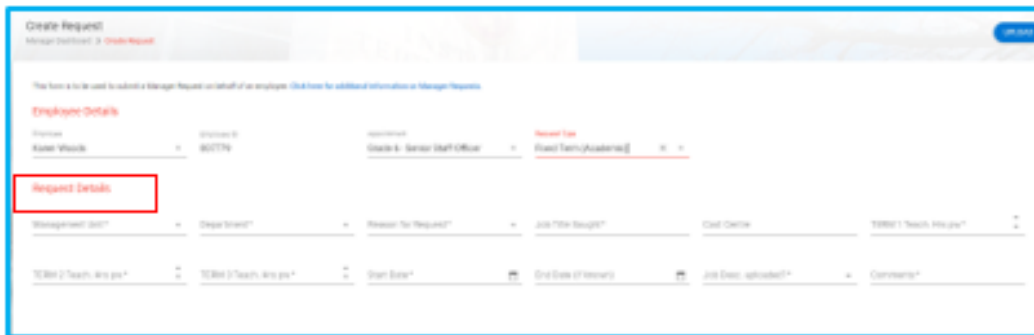 Create Request
Manager Dashboard > Create Request
UPLOAD
This form is to be used to submit a Manager Request on behalf of an employee. Click here for additional information on Manager Requests.
Employee Details
Employee Employee ID Appointment Request Type
Karen Woods 807779 Grade 6 - Senior Staff Officer Fixed Term (Academic)
Request Details
Management Unit* Department* Reason for Request* Job Title Sought* Cost Centre TERM 1 Teach. Hrs pw*
TERM 2 Teach. Hrs pw* TERM 3 Teach. Hrs pw* Start Date* End Date (if known) Job Desc. uploaded?* Comments*